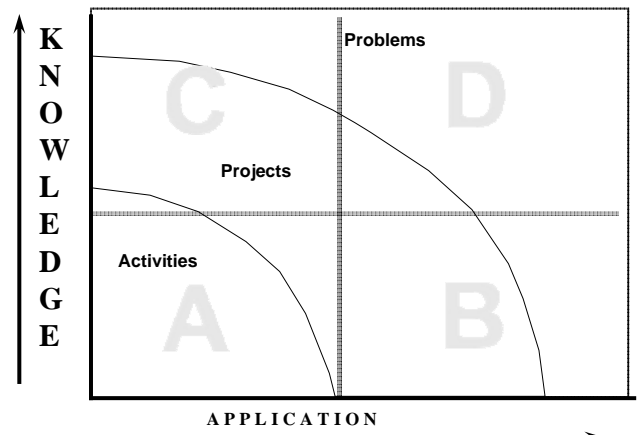 KNOWLEDGE
Problems
C
D
Projects
Activities
A
B
APPLICATION